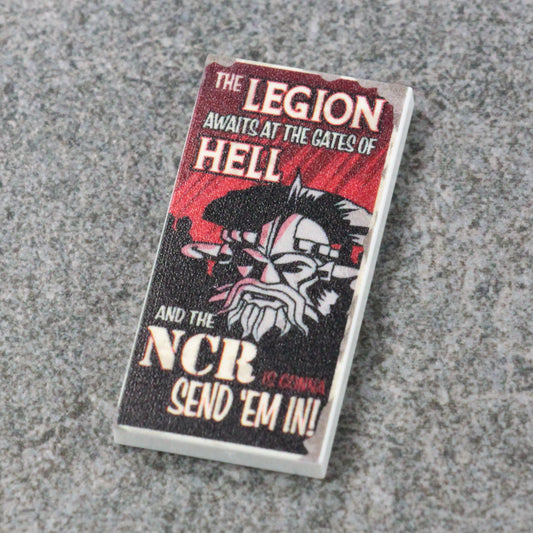 THE LEGION
AWAITS AT THE GATES OF
HELL
AND THE
NCR IS GONNA
SEND 'EM IN!